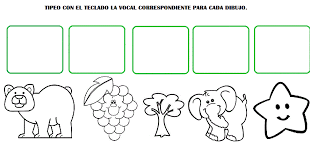 TIPEO CON EL TECLADO LA VOCAL CORRESPONDIENTE PARA CADA DIBUJO.